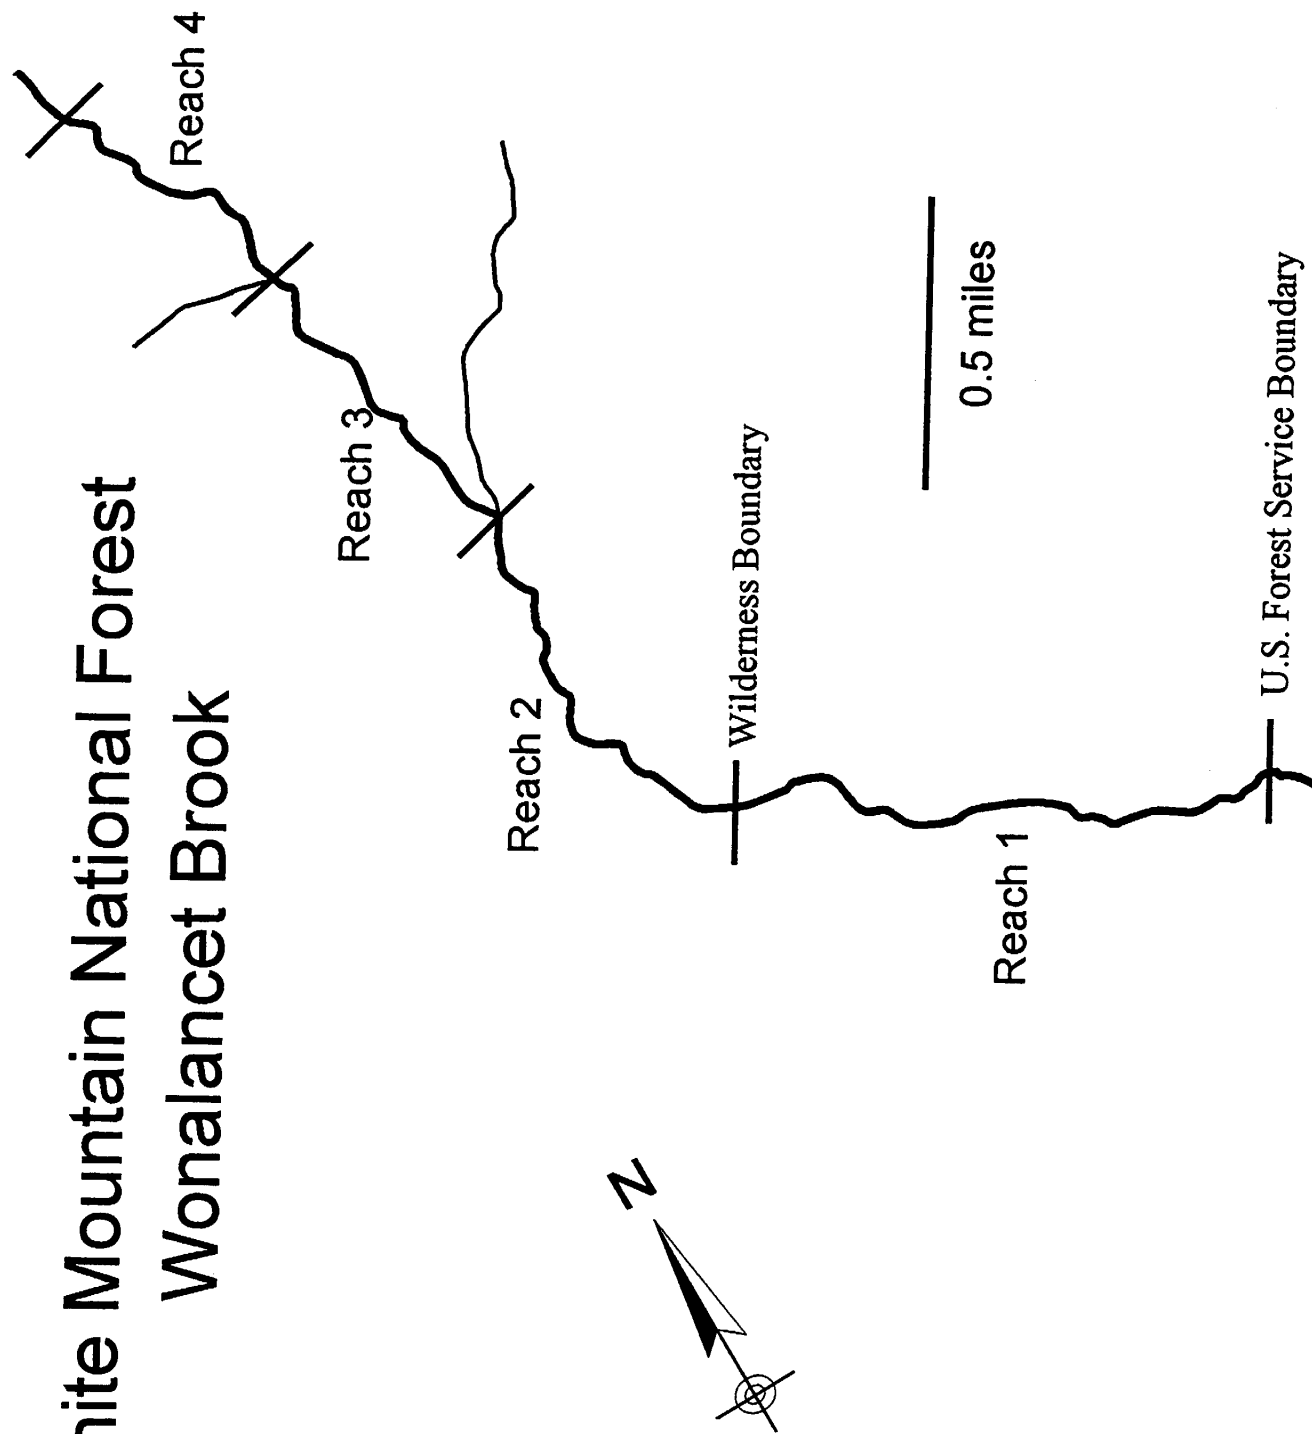 Mountain National Forest
Wonalancet Brook
Reach 4
Reach 3
Reach 2
Wilderness Boundary
0.5 miles
Reach 1
U.S. Forest Service Boundary
N